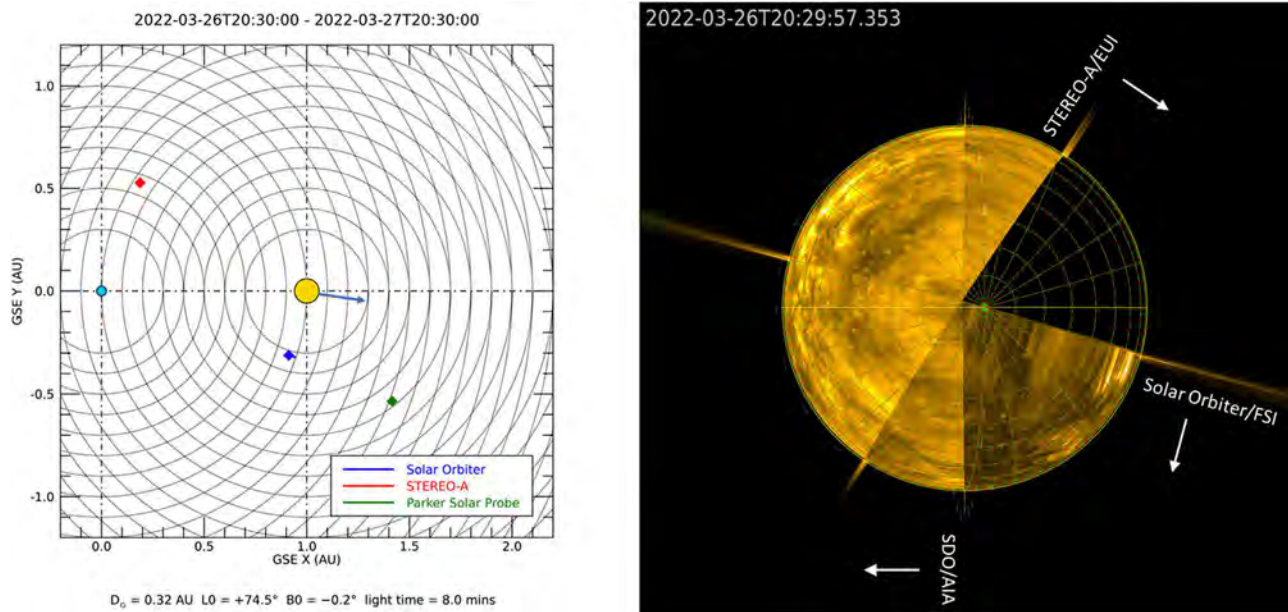 2022-03-26T20:30:00 - 2022-03-27T20:30:00
1.0
0.5
0.0
-0.5
-1.0
GSE Y (AU)
Solar Orbiter
STEREO-A
Parker Solar Probe
0.0 0.5 1.0 1.5 2.0
GSE X (AU)
D⊙ = 0.32 AU L0 = +74.5° B0 = −0.2° light time = 8.0 mins
2022-03-26T20:29:57.353
STEREO-A/EUI
Solar Orbiter/FSI
SDO/AIA